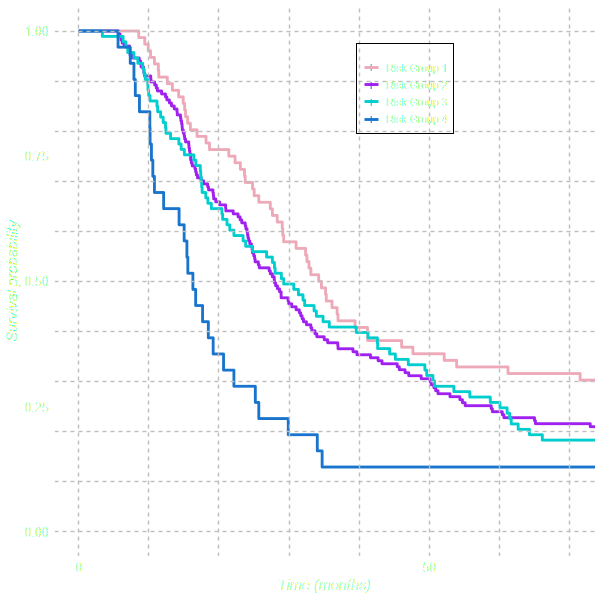 1.00
Risk Group 1
Risk Group 2
Risk Group 3
Risk Group 4
0.75
Survival probability
0.50
0.25
0.00
0
50
Time (months)